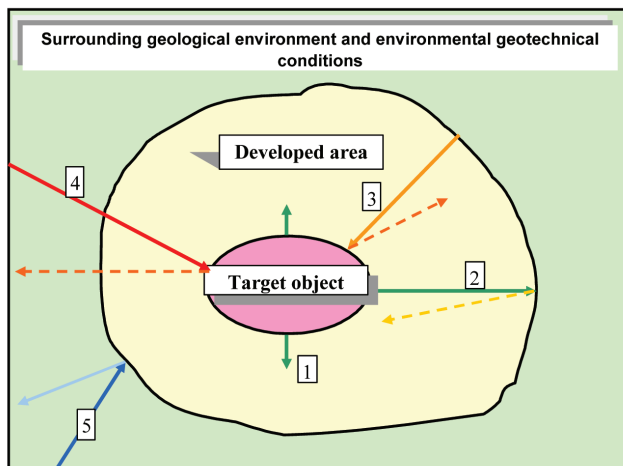 Surrounding geological environment and environmental geotechnical
conditions
Developed area
4
3
Target object
2
1
5